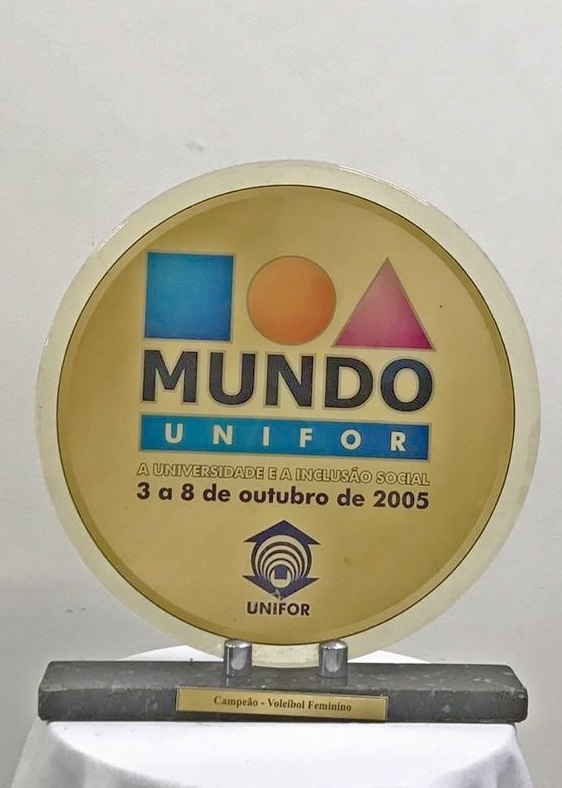 MUNDO
UNIFOR
A UNIVERSIDADE E A INCLUSÃO SOCIAL
3 a 8 de outubro de 2005
UNIFOR
Campeão - Voleibol Feminino